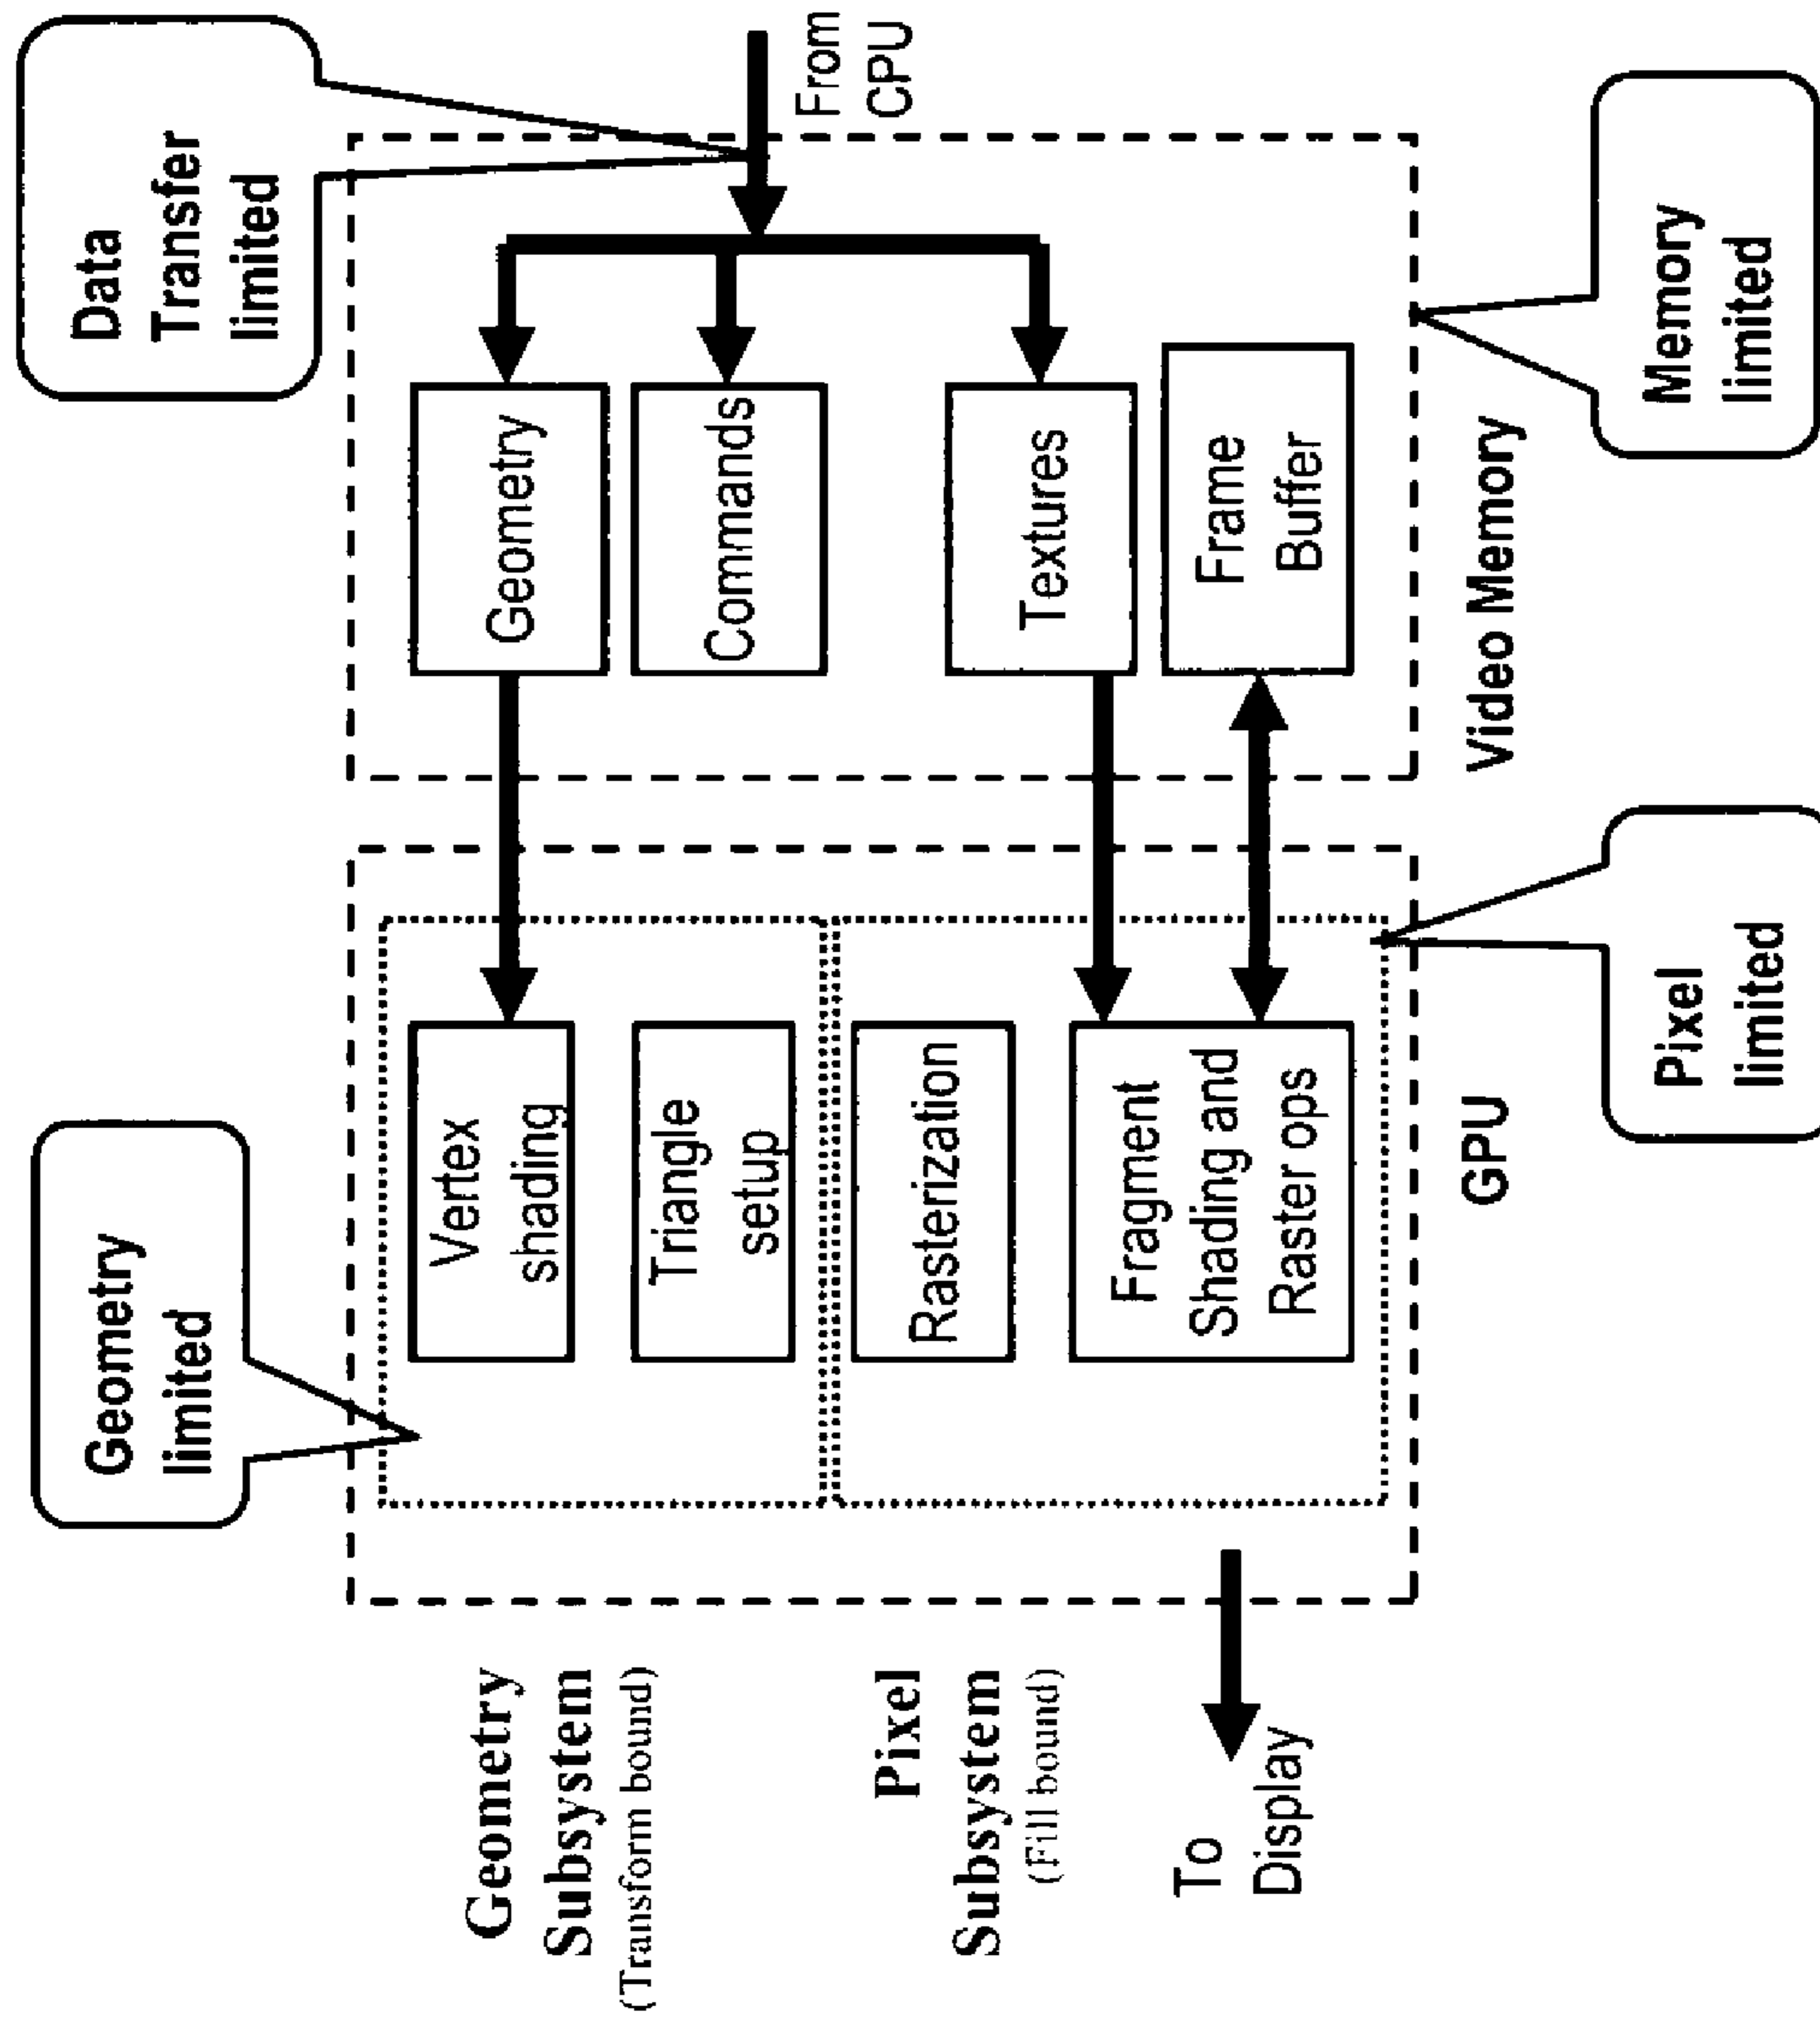 Geometry
limited
Data
Transfer
limited
Geometry
Subsystem
(Transform bound)
Vertex
shading
Triangle
setup
Geometry
Commands
From
CPU
Pixel
Subsystem
(Fill bound)
Rasterization
Fragment
Shading and
Raster ops
Textures
Frame
Buffer
To
Display
GPU
Video Memory
Pixel
limited
Memory
limited